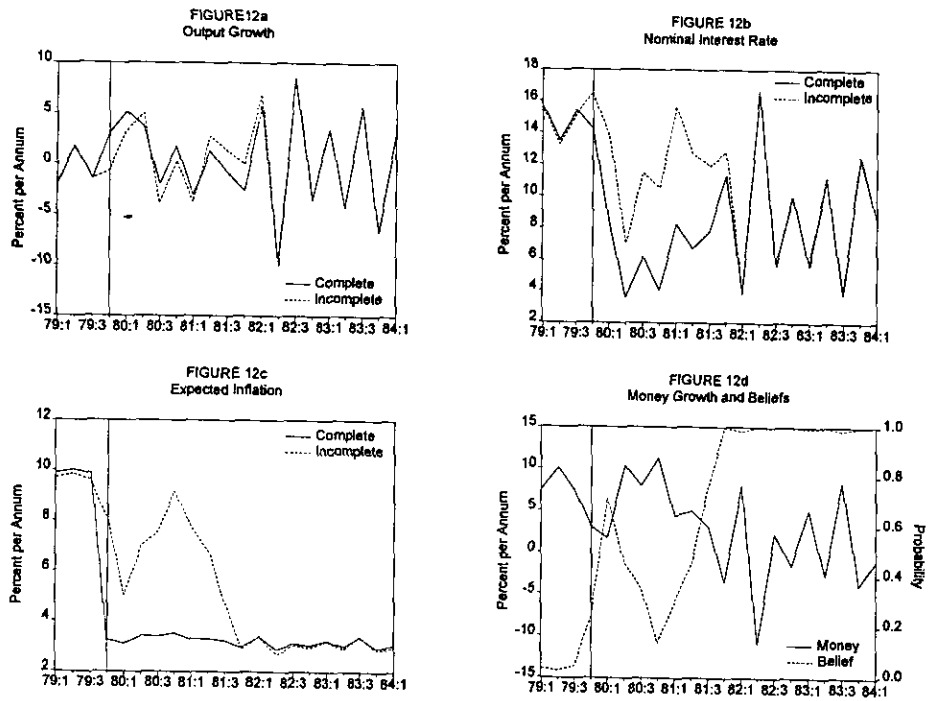 FIGURE12a
Output Growth
10
5
0
-5
-10
-15
Percent per Annum
Complete
Incomplete
79:1 79:3 80:1 80:3 81:1 81:3 82:1 82:3 83:1 83:3 84:1
FIGURE 12b
Nominal Interest Rate
18
16
14
12
10
8
6
4
2
Percent per Annum
Complete
Incomplete
79:1 79:3 80:1 80:3 81:1 81:3 82:1 82:3 83:1 83:3 84:1
FIGURE 12c
Expected Inflation
12
10
8
6
4
2
Percent per Annum
Complete
Incomplete
79:1 79:3 80:1 80:3 81:1 81:3 82:1 82:3 83:1 83:3 84:1
FIGURE 12d
Money Growth and Beliefs
15
10
5
0
-5
-10
-15
Percent per Annum
1.0
0.8
0.6
0.4
0.2
0.0
Probability
Money
Belief
79:1 79:3 80:1 80:3 81:1 81:3 82:1 82:3 83:1 83:3 84:1